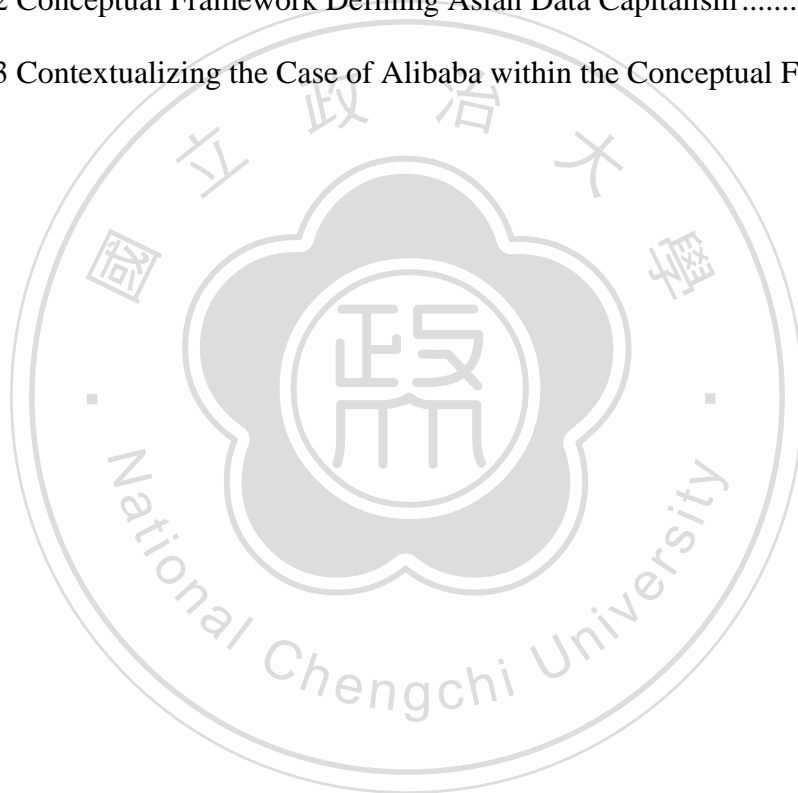 2 Conceptual Framework Defining Asian Data Capitalism.......
3 Contextualizing the Case of Alibaba within the Conceptual F
國立政治大學
政大
National Chengchi University